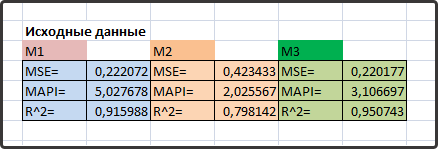 Исходные данные
M1 M2 M3
MSE= 0,222072 MSE= 0,423433 MSE= 0,220177
MAPI= 5,027678 MAPI= 2,025567 MAPI= 3,106697
R^2= 0,915988 R^2= 0,798142 R^2= 0,950743